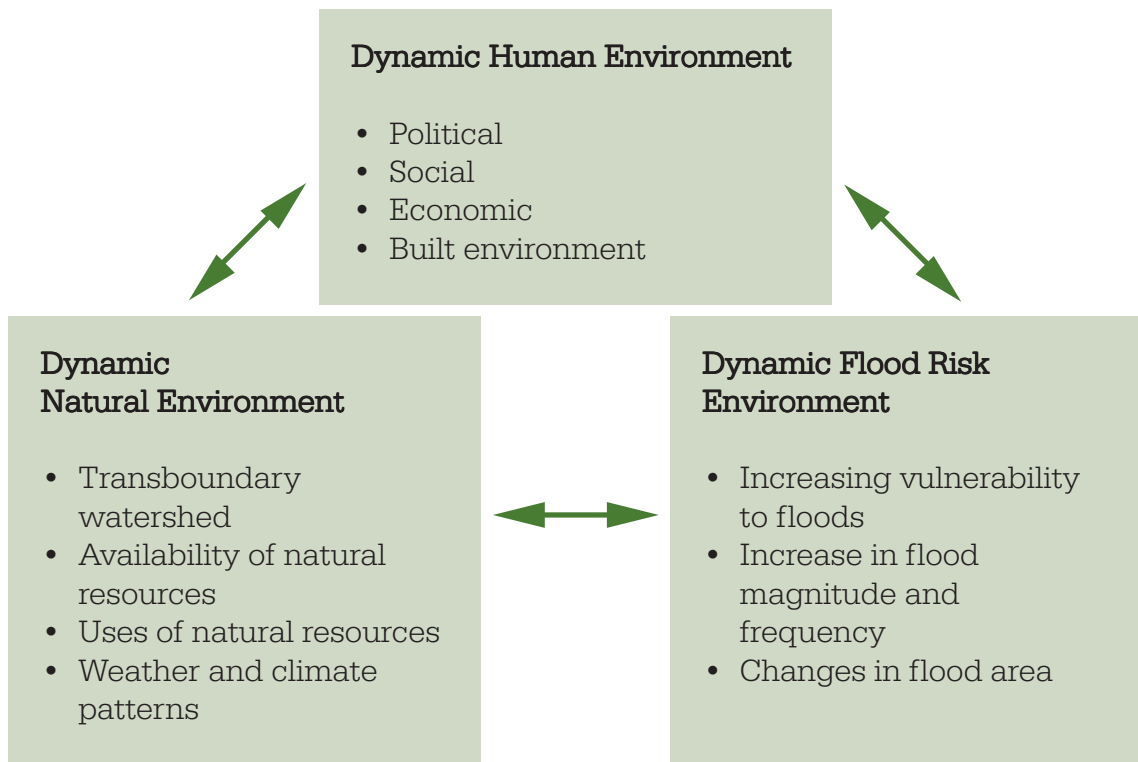 Dynamic Human Environment
• Political
• Social
• Economic
• Built environment
Dynamic
Natural Environment
• Transboundary
watershed
• Availability of natural
resources
• Uses of natural resources
• Weather and climate
patterns
Dynamic Flood Risk
Environment
• Increasing vulnerability
to floods
• Increase in flood
magnitude and
frequency
• Changes in flood area